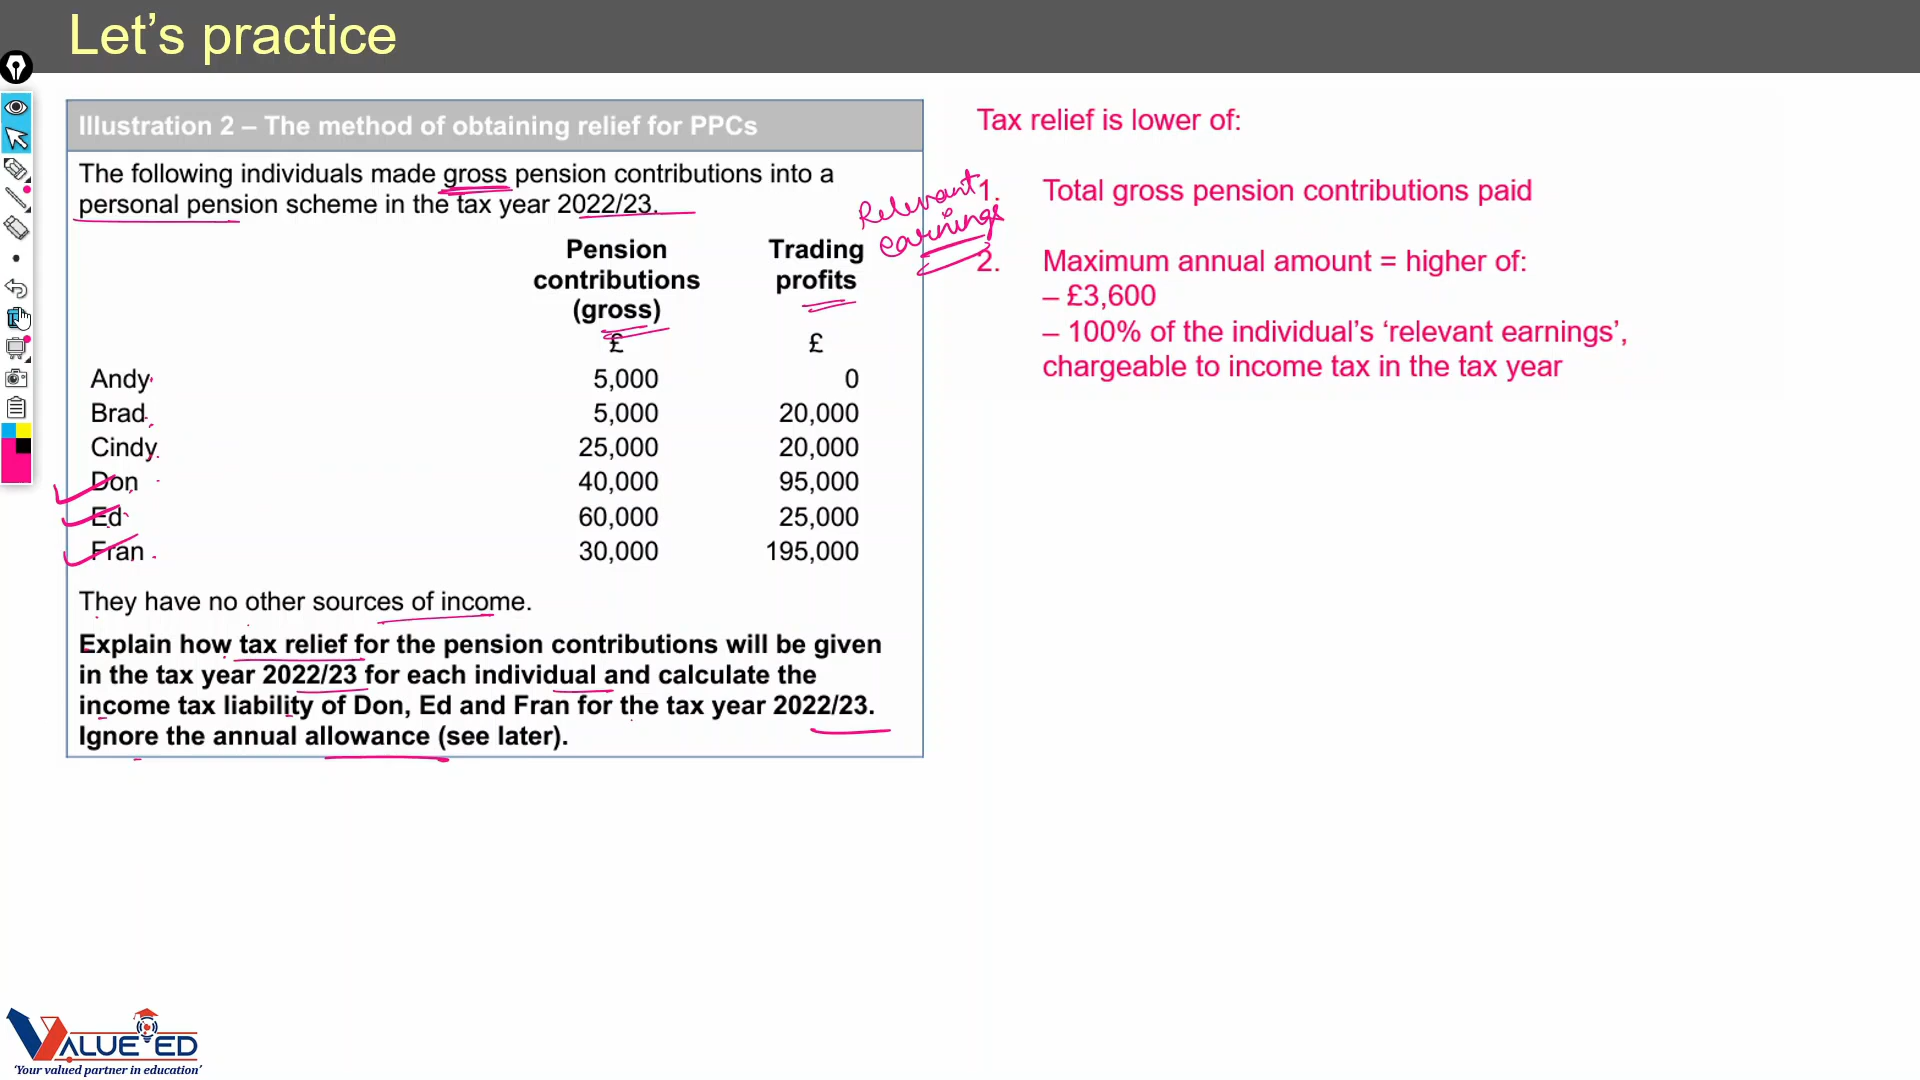 Let's practice
Illustration 2 – The method of obtaining relief for PPCs
The following individuals made gross pension contributions into a
personal pension scheme in the tax year 2022/23.
Relevant
earnings
Pension Trading
contributions profits
(gross)
£ £
Andy 5,000 0
Brad 5,000 20,000
Cindy 25,000 20,000
Don 40,000 95,000
Ed 60,000 25,000
Fran 30,000 195,000
They have no other sources of income.
Explain how tax relief for the pension contributions will be given
in the tax year 2022/23 for each individual and calculate the
income tax liability of Don, Ed and Fran for the tax year 2022/23.
Ignore the annual allowance (see later).
Tax relief is lower of:
1. Total gross pension contributions paid
2. Maximum annual amount = higher of:
– £3,600
– 100% of the individual's 'relevant earnings',
chargeable to income tax in the tax year
VALUE ED
'Your valued partner in education'